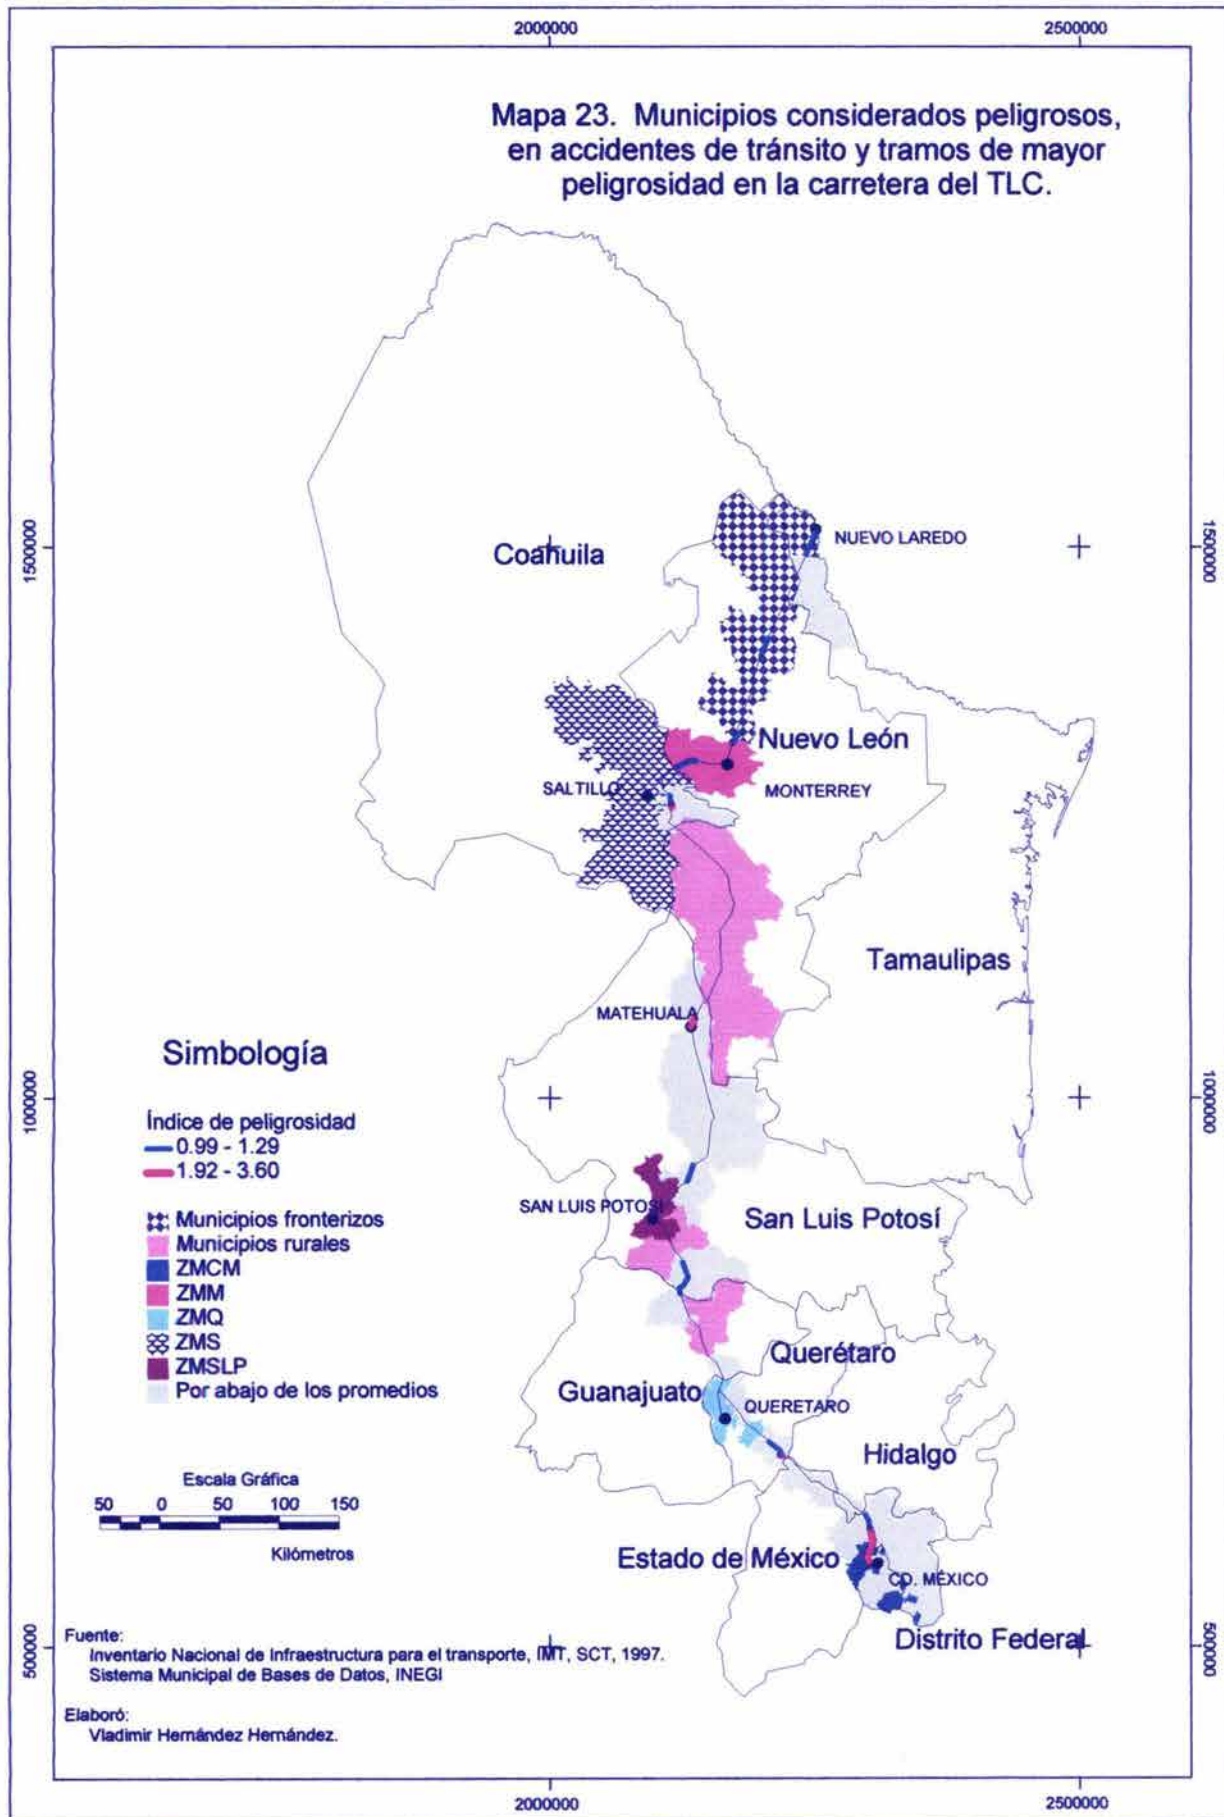 2000000
2500000
Mapa 23. Municipios considerados peligrosos,
en accidentes de tránsito y tramos de mayor
peligrosidad en la carretera del TLC.
1500000
1500000
Coahuila
NUEVO LAREDO
Nuevo León
SALTILLO
MONTERREY
Tamaulipas
MATEHUALA
Simbología
1000000
1000000
Índice de peligrosidad
0.99 - 1.29
1.92 - 3.60
SAN LUIS POTOSI
San Luis Potosí
Municipios fronterizos
Municipios rurales
ZMCM
ZMM
ZMQ
ZMS
ZMSLP
Por abajo de los promedios
Querétaro
Guanajuato
QUERETARO
Hidalgo
Escala Gráfica
50 0 50 100 150
Kilómetros
Estado de México
CD. MÉXICO
Distrito Federal
500000
500000
Fuente:
Inventario Nacional de Infraestructura para el transporte, IMT, SCT, 1997.
Sistema Municipal de Bases de Datos, INEGI
Elaboró:
Vladimir Hernández Hernández.
2000000
2500000